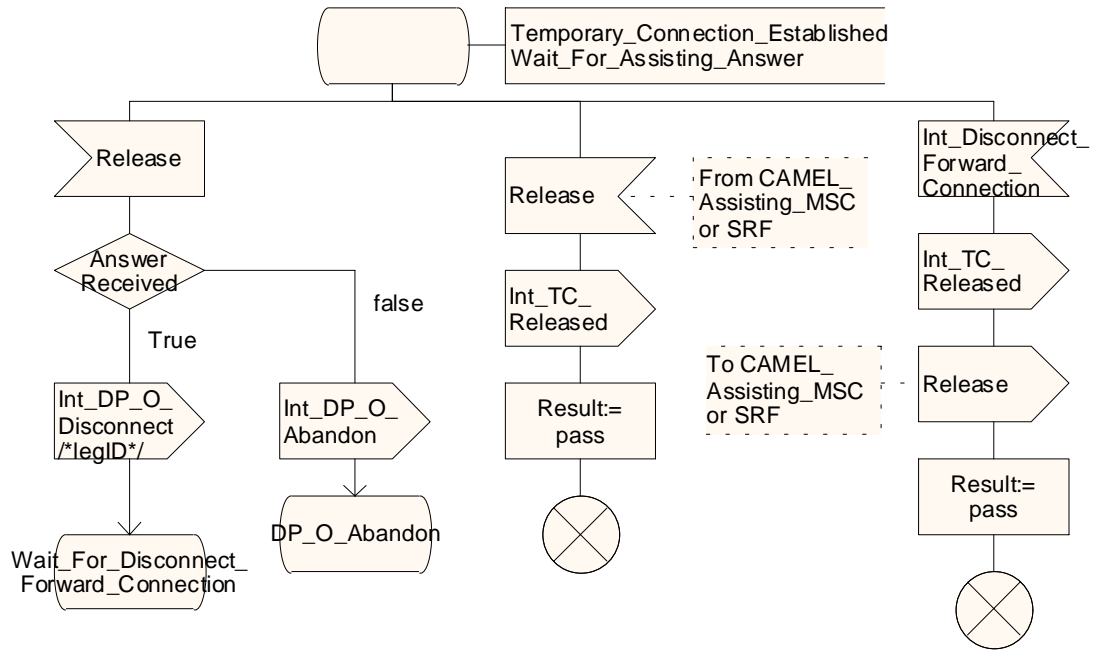 Temporary_Connection_Established
Wait_For_Assisting_Answer
Release
Answer
Received
True
false
Int_DP_O_
Disconnect
/*legID*/
Wait_For_Disconnect_
Forward_Connection
Int_DP_O_
Abandon
DP_O_Abandon
Release
From CAMEL_
Assisting_MSC
or SRF
Int_TC_
Released
Result:=
pass
Int_Disconnect_
Forward_
Connection
Int_TC_
Released
To CAMEL_
Assisting_MSC
or SRF
Release
Result:=
pass